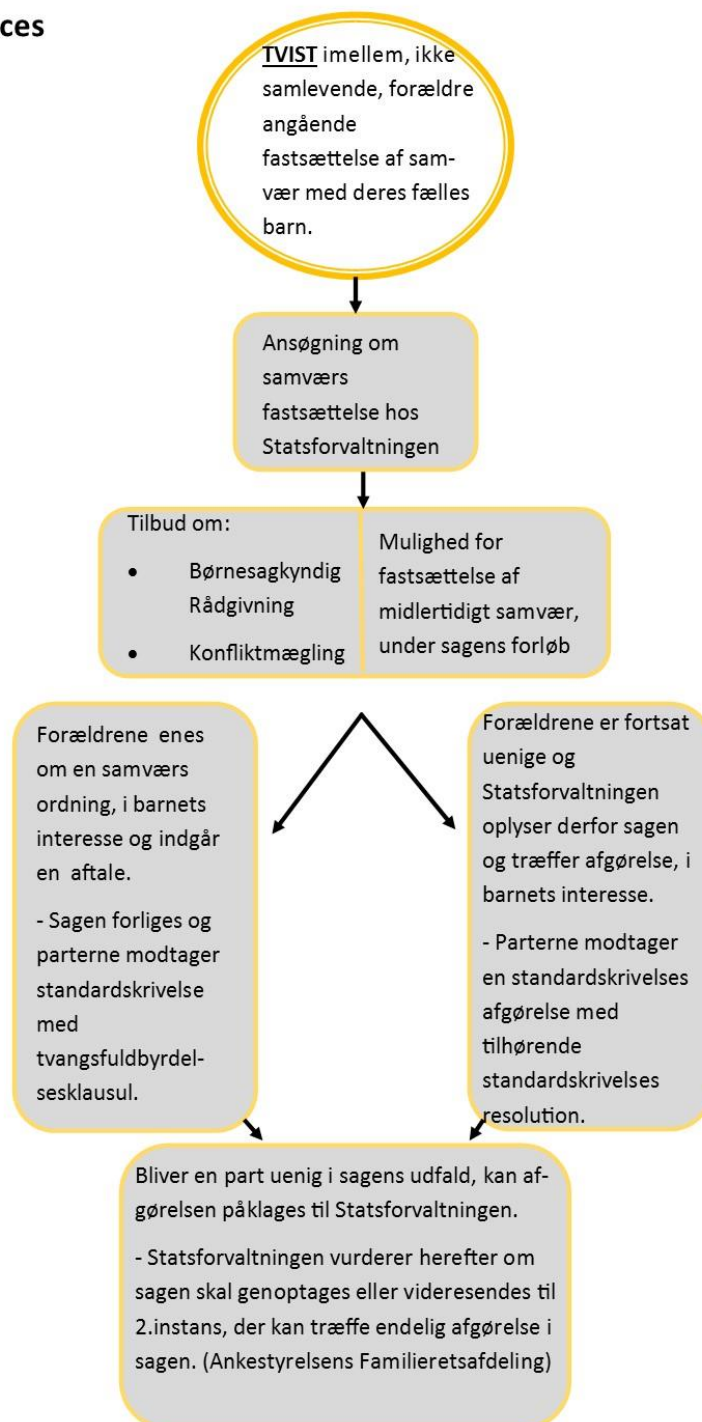 ces
TVIST imellem, ikke
samlevende, forældre
angående
fastsættelse af sam-
vær med deres fælles
barn.
Ansøgning om
samværs
fastsættelse hos
Statsforvaltningen
Tilbud om:
• Børnesagkyndig
Rådgivning
• Konfliktmægling
Mulighed for
fastsættelse af
midlertidigt samvær,
under sagens forløb
Forældrene enes
om en samværs
ordning, i barnets
interesse og indgår
en aftale.
- Sagen forliges og
parterne modtager
standardskrivelse
med
tvangsfuldbyrdel-
sesklausul.
Forældrene er fortsat
uenige og
Statsforvaltningen
oplyser derfor sagen
og træffer afgørelse, i
barnets interesse.
- Parterne modtager
en standardskrivelses
afgørelse med
tilhørende
standardskrivelses
resolution.
Bliver en part uenig i sagens udfald, kan af-
gørelsen påklages til Statsforvaltningen.
- Statsforvaltningen vurderer herefter om
sagen skal genoptages eller videresendes til
2.instans, der kan træffe endelig afgørelse i
sagen. (Ankestyrelsens Familieretsafdeling)